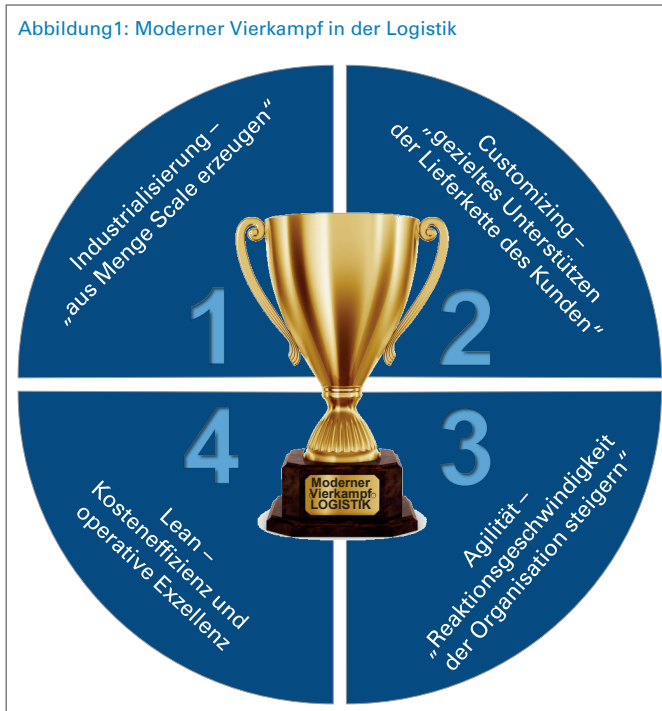 Abbildung1: Moderner Vierkampf in der Logistik
Industrialisierung –
„aus Menge Scale erzeugen“
1
Customizing –
„gezieltes Unterstützen
der Lieferkette des Kunden“
2
Agilität –
„Reaktionsgeschwindigkeit
der Organisation steigern“
3
Lean –
Kosteneffizienz und
operative Exzellenz
4
Moderner
Vierkampf
LOGISTIK